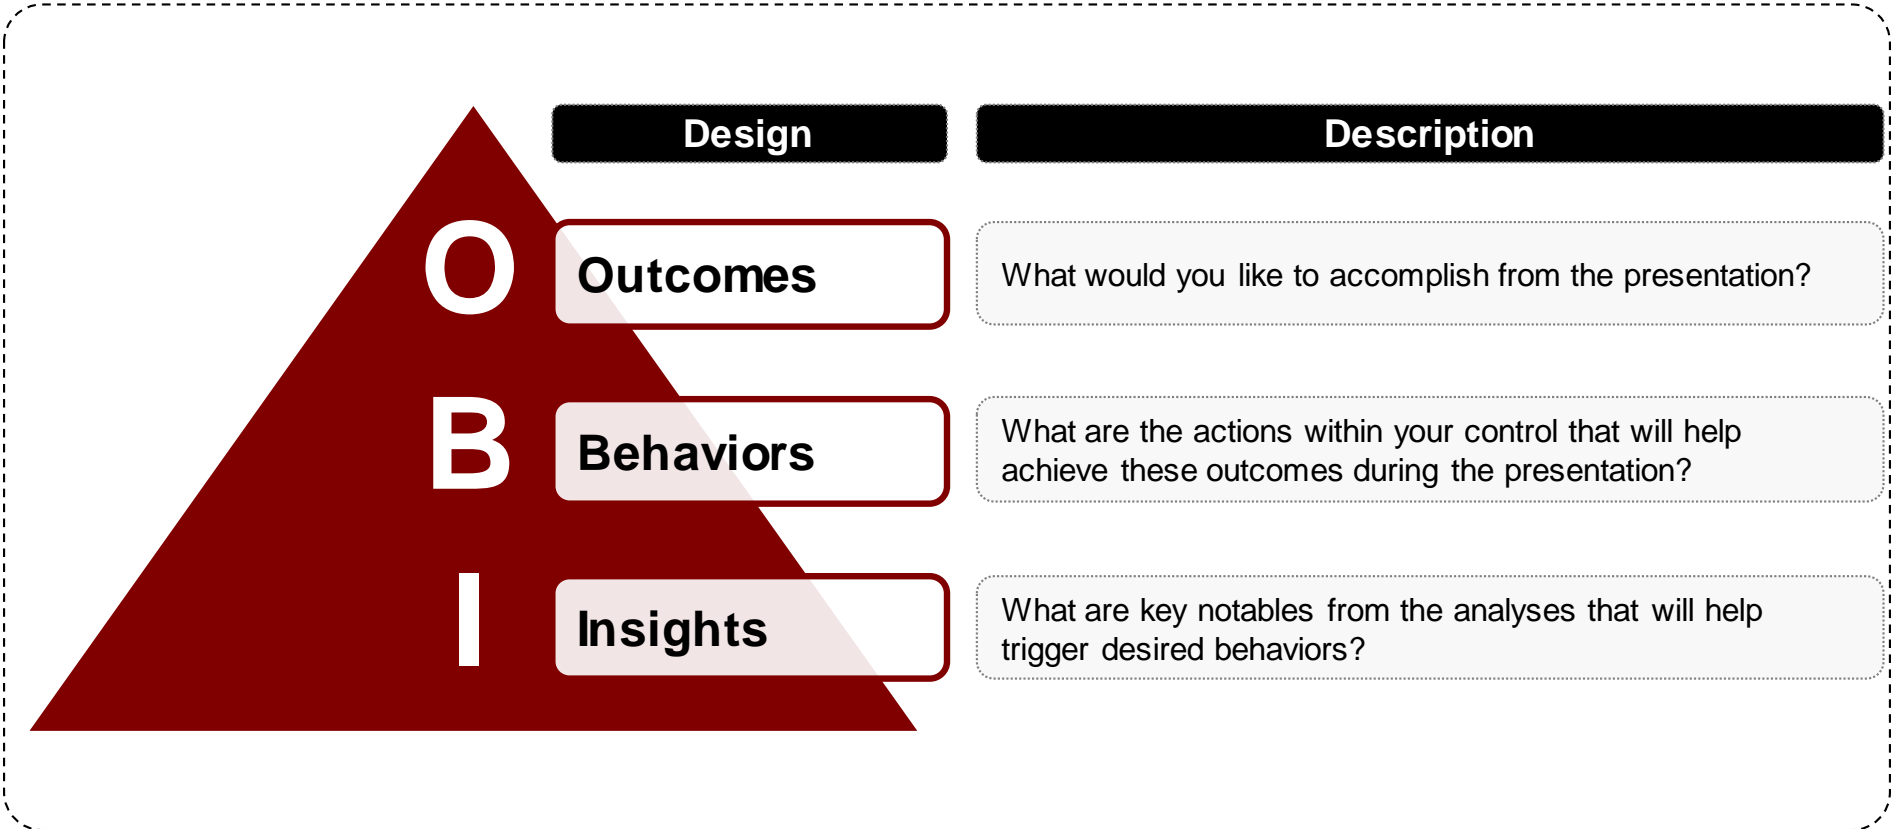 Design
Description
O
Outcomes
What would you like to accomplish from the presentation?
B
Behaviors
What are the actions within your control that will help
achieve these outcomes during the presentation?
I
Insights
What are key notables from the analyses that will help
trigger desired behaviors?